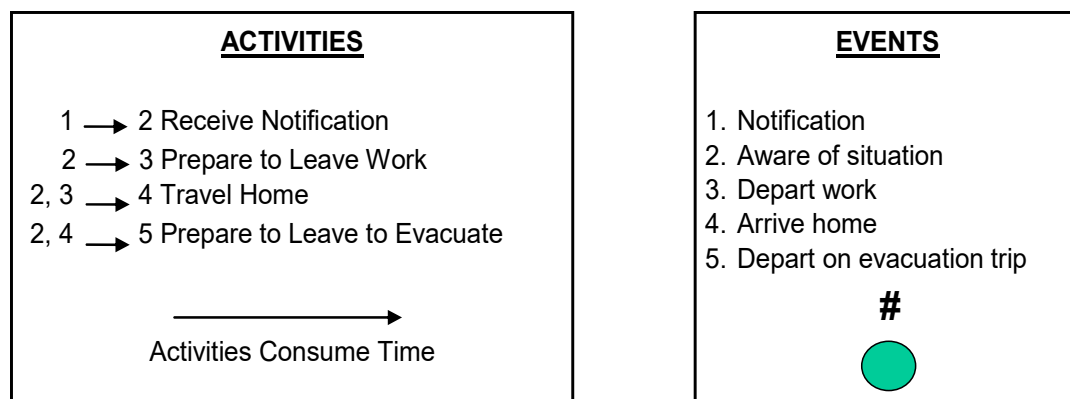 ACTIVITIES
1 → 2 Receive Notification
2 → 3 Prepare to Leave Work
2, 3 → 4 Travel Home
2, 4 → 5 Prepare to Leave to Evacuate
Activities Consume Time
EVENTS
1. Notification
2. Aware of situation
3. Depart work
4. Arrive home
5. Depart on evacuation trip
#